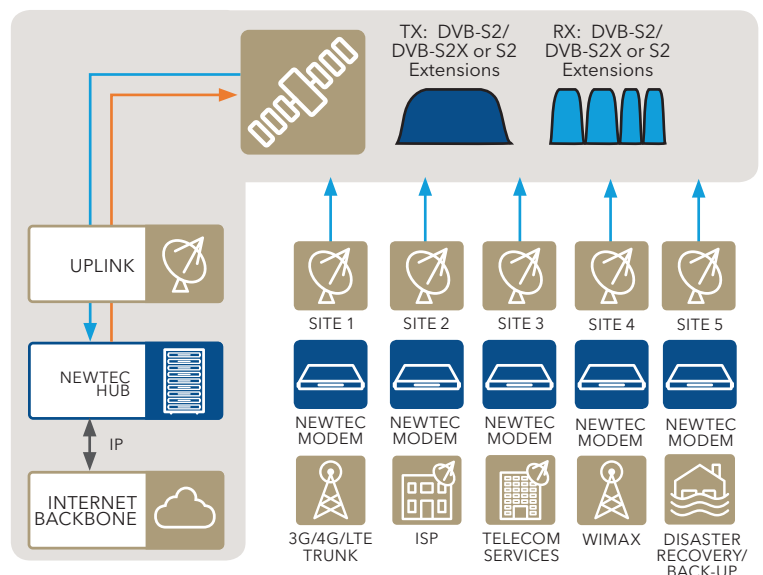 TX: DVB-S2/
DVB-S2X or S2
Extensions
RX: DVB-S2/
DVB-S2X or S2
Extensions
UPLINK
NEWTEC
HUB
IP
INTERNET
BACKBONE
SITE 1
SITE 2
SITE 3
SITE 4
SITE 5
NEWTEC
MODEM
NEWTEC
MODEM
NEWTEC
MODEM
NEWTEC
MODEM
NEWTEC
MODEM
3G/4G/LTE
TRUNK
ISP
TELECOM
SERVICES
WIMAX
DISASTER
RECOVERY/
BACK-UP